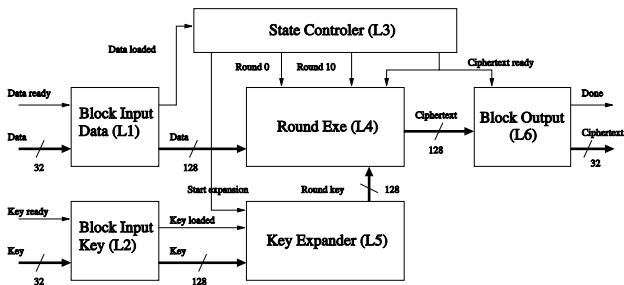 State Controler (L3)
Data loaded
Round 0
Round 10
Ciphertext ready
Data ready
Block Input
Data (L1)
Data
32
Data
128
Round Exe (L4)
Ciphertext
128
Block Output
(L6)
Done
Ciphertext
32
Start expansion
Round key
128
Key ready
Block Input
Key (L2)
Key
32
Key loaded
Key
128
Key Expander (L5)